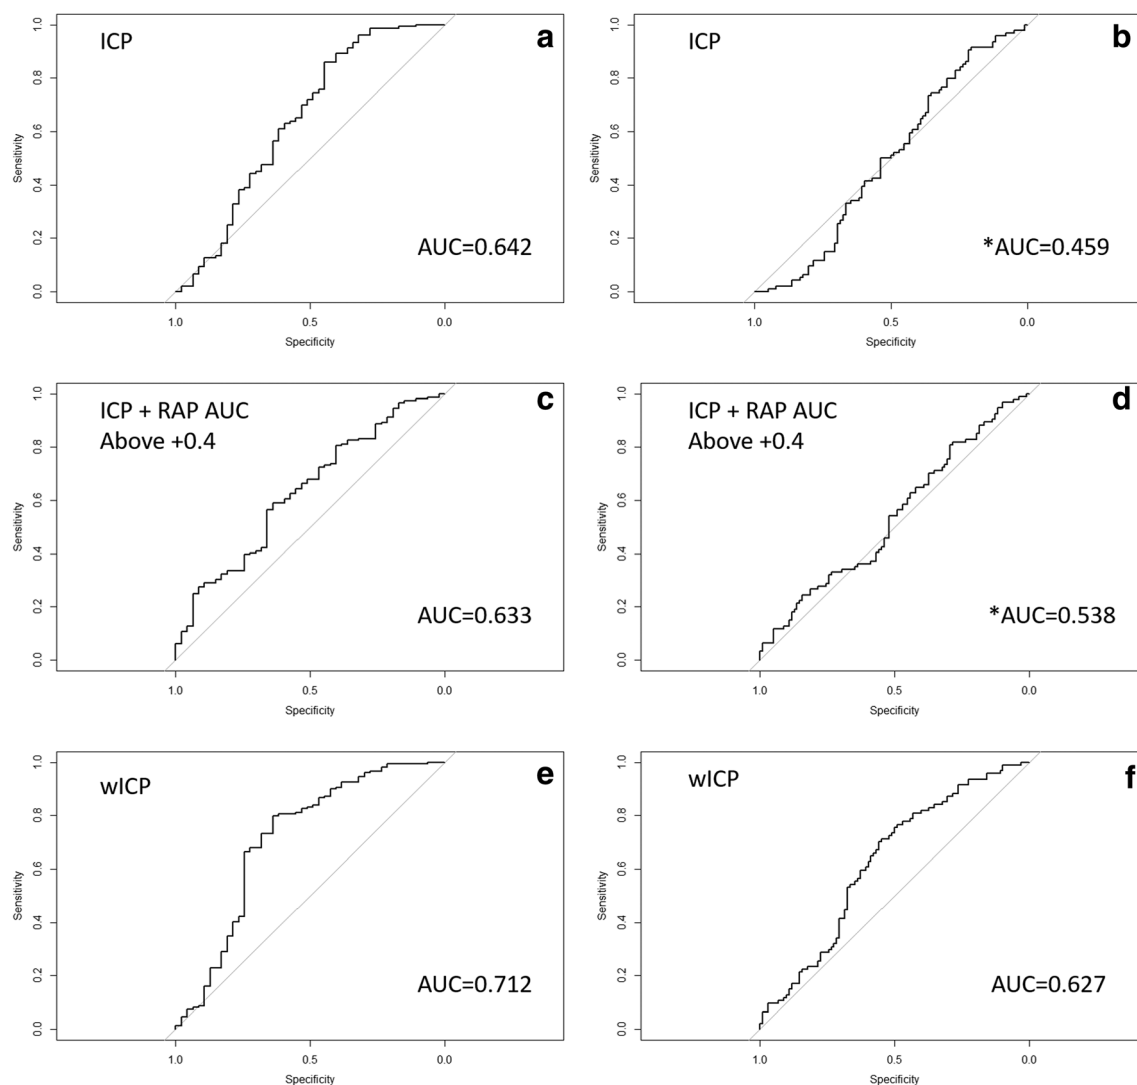 ICP
a
1.0
0.8
0.6
0.4
0.2
0.0
Sensitivity
AUC=0.642
1.0
0.5
0.0
Specificity
ICP
b
1.0
0.8
0.6
0.4
0.2
0.0
Sensitivity
*AUC=0.459
1.0
0.5
0.0
Specificity
ICP + RAP AUC
Above +0.4
c
1.0
0.8
0.6
0.4
0.2
0.0
Sensitivity
AUC=0.633
1.0
0.5
0.0
Specificity
ICP + RAP AUC
Above +0.4
d
1.0
0.8
0.6
0.4
0.2
0.0
Sensitivity
*AUC=0.538
1.0
0.5
0.0
Specificity
wICP
e
1.0
0.8
0.6
0.4
0.2
0.0
Sensitivity
AUC=0.712
1.0
0.5
0.0
Specificity
wICP
f
1.0
0.8
0.6
0.4
0.2
0.0
Sensitivity
AUC=0.627
1.0
0.5
0.0
Specificity